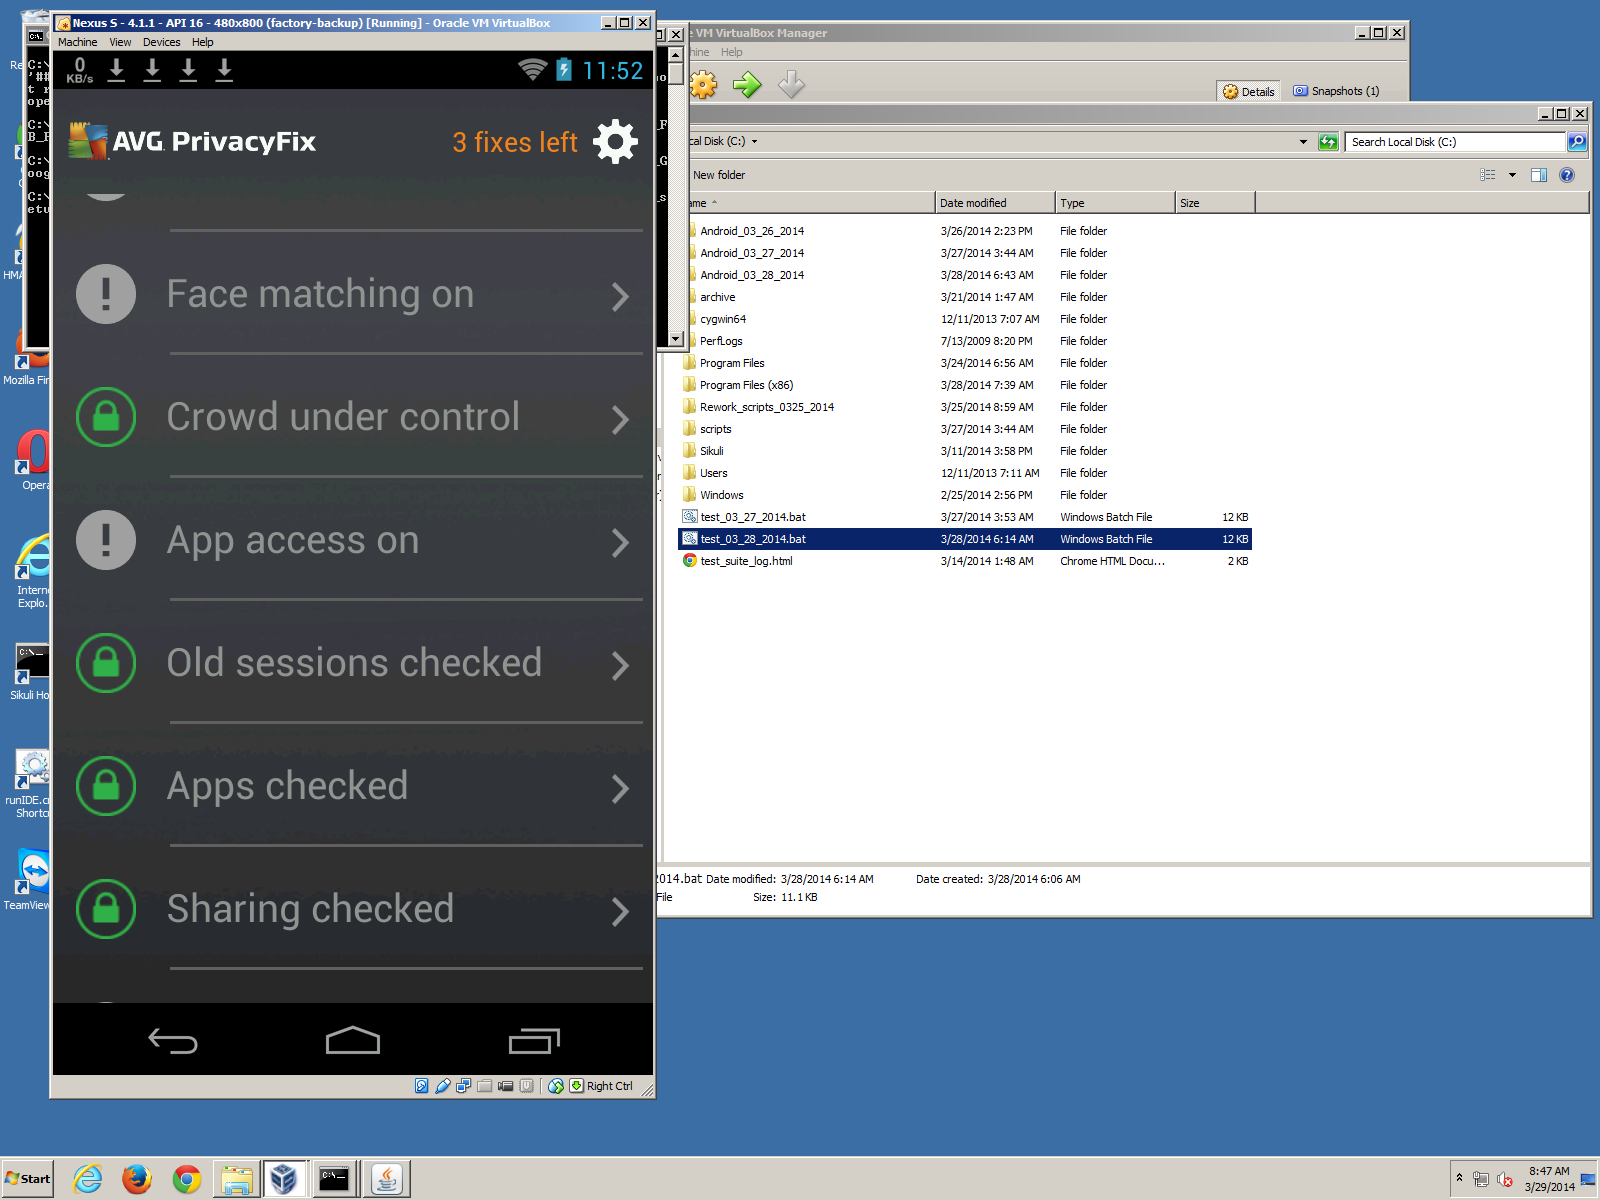 Nexus S - 4.1.1 - API 16 - 480x800 (factory-backup) [Running] - Oracle VM VirtualBox
Machine View Devices Help
0
KB/s
11:52
AVG PrivacyFix
3 fixes left
Face matching on
Crowd under control
App access on
Old sessions checked
Apps checked
Sharing checked
Right Ctrl
VM VirtualBox Manager
Help
Details
Snapshots (1)
Local Disk (C:)
Search Local Disk (C:)
New folder
Date modified Type Size
Android_03_26_2014 3/26/2014 2:23 PM File folder
Android_03_27_2014 3/27/2014 3:44 AM File folder
Android_03_28_2014 3/28/2014 6:43 AM File folder
archive 3/21/2014 1:47 AM File folder
cygwin64 12/11/2013 7:07 AM File folder
PerfLogs 7/13/2009 8:20 PM File folder
Program Files 3/24/2014 6:56 AM File folder
Program Files (x86) 3/28/2014 7:39 AM File folder
Rework_scripts_0325_2014 3/25/2014 8:59 AM File folder
scripts 3/27/2014 3:44 AM File folder
Sikuli 3/11/2014 3:58 PM File folder
Users 12/11/2013 7:11 AM File folder
Windows 2/25/2014 2:56 PM File folder
test_03_27_2014.bat 3/27/2014 3:53 AM Windows Batch File 12 KB
test_03_28_2014.bat 3/28/2014 6:14 AM Windows Batch File 12 KB
test_suite_log.html 3/14/2014 1:48 AM Chrome HTML Docu... 2 KB
2014.bat Date modified: 3/28/2014 6:14 AM Date created: 3/28/2014 6:06 AM
File Size: 11.1 KB
HMA
Mozilla Fir
Opera
Intern
Explo.
Sikuli Ho
runIDE.c
Shortcu
TeamView
Start
8:47 AM
3/29/2014